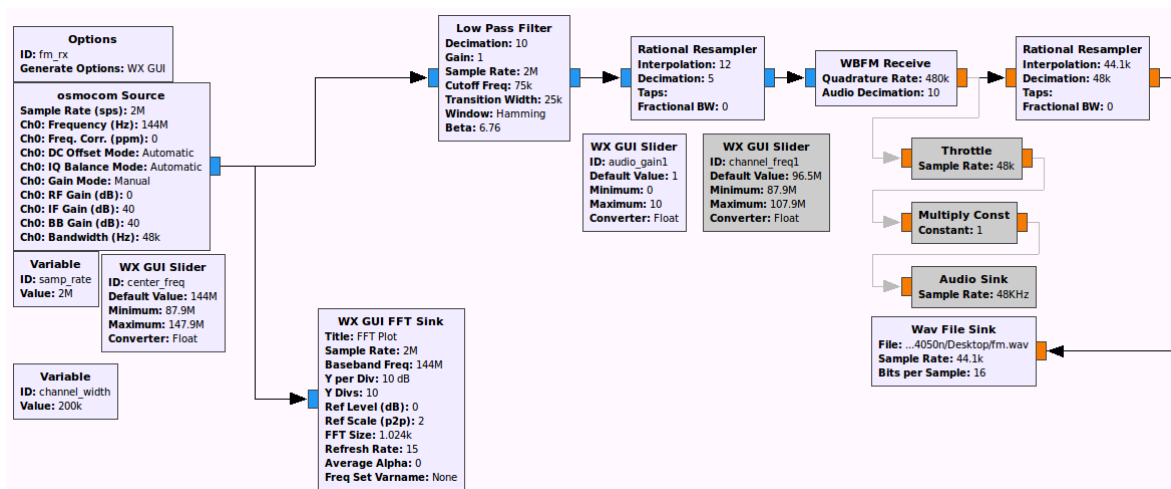 Options
ID: fm_rx
Generate Options: WX GUI
osmocom Source
Sample Rate (sps): 2M
Ch0: Frequency (Hz): 144M
Ch0: Freq. Corr. (ppm): 0
Ch0: DC Offset Mode: Automatic
Ch0: IQ Balance Mode: Automatic
Ch0: Gain Mode: Manual
Ch0: RF Gain (dB): 0
Ch0: IF Gain (dB): 40
Ch0: BB Gain (dB): 40
Ch0: Bandwidth (Hz): 48k
Variable
ID: samp_rate
Value: 2M
WX GUI Slider
ID: center_freq
Default Value: 144M
Minimum: 87.9M
Maximum: 147.9M
Converter: Float
Variable
ID: channel_width
Value: 200k
WX GUI FFT Sink
Title: FFT Plot
Sample Rate: 2M
Baseband Freq: 144M
Y per Div: 10 dB
Y Divs: 10
Ref Level (dB): 0
Ref Scale (p2p): 2
FFT Size: 1.024k
Refresh Rate: 15
Average Alpha: 0
Freq Set Varname: None
Low Pass Filter
Decimation: 10
Gain: 1
Sample Rate: 2M
Cutoff Freq: 75k
Transition Width: 25k
Window: Hamming
Beta: 6.76
Rational Resampler
Interpolation: 12
Decimation: 5
Taps:
Fractional BW: 0
WX GUI Slider
ID: audio_gain1
Default Value: 1
Minimum: 0
Maximum: 10
Converter: Float
WX GUI Slider
ID: channel_freq1
Default Value: 96.5M
Minimum: 87.9M
Maximum: 107.9M
Converter: Float
WBFM Receive
Quadrature Rate: 480k
Audio Decimation: 10
Rational Resampler
Interpolation: 44.1k
Decimation: 48k
Taps:
Fractional BW: 0
Throttle
Sample Rate: 48k
Multiply Const
Constant: 1
Audio Sink
Sample Rate: 48KHz
Wav File Sink
File: ...4050n/Desktop/fm.wav
Sample Rate: 44.1k
Bits per Sample: 16